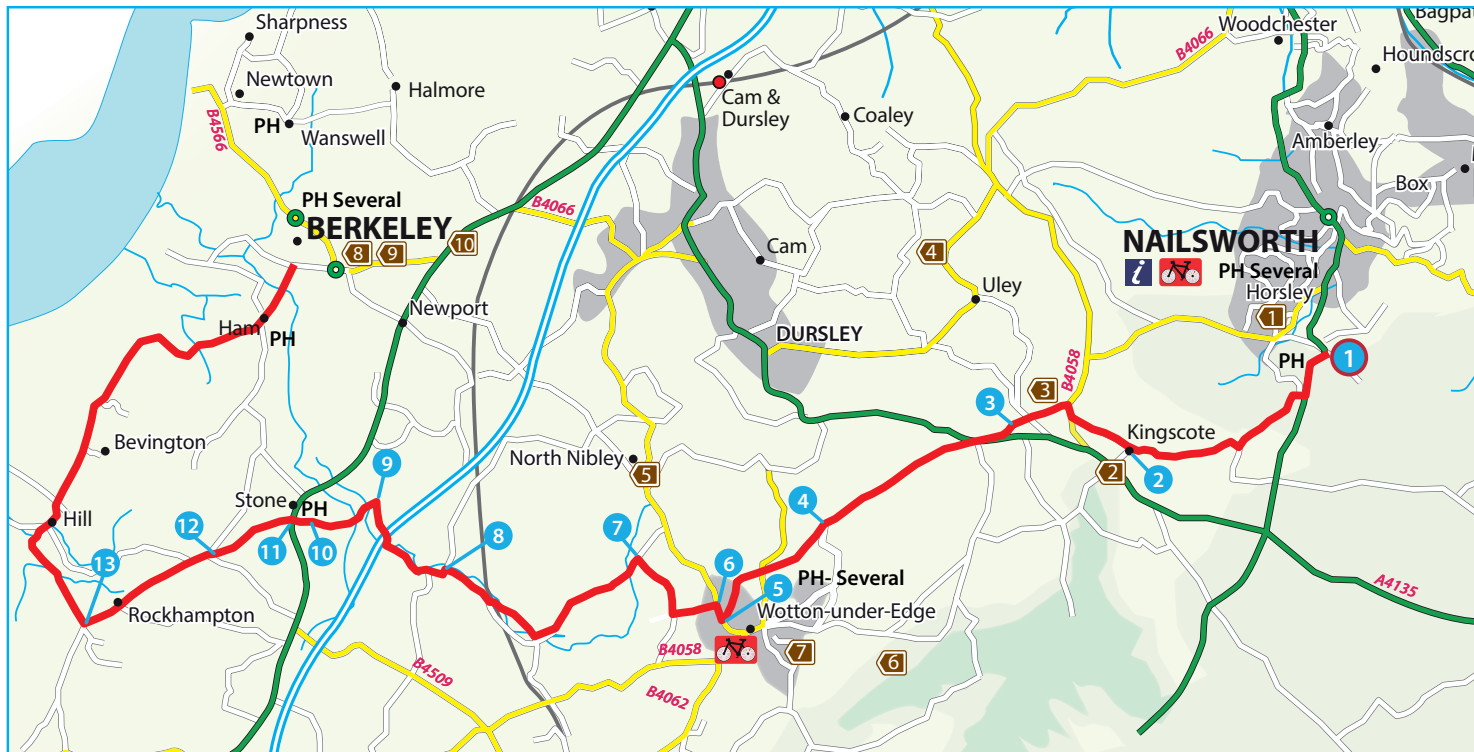 Sharpness
Newtown
Halmore
PH
Wanswell
B4566
PH Several
BERKELEY
8
9
10
B4066
Cam &
Dursley
Coaley
B4066
Woodchester
Houndscro
Amberley
Box
NAILSWORTH
i
PH Several
Horsley
1
PH
1
Cam
4
Uley
DURSLEY
Newport
Ham
PH
Bevington
Hill
Stone
PH
9
10
11
12
13
Rockhampton
8
7
North Nibley
5
3
3
B4058
Kingscote
2
2
4
6
5
PH- Several
Wotton-under-Edge
7
6
B4058
B4062
B4509
A4135